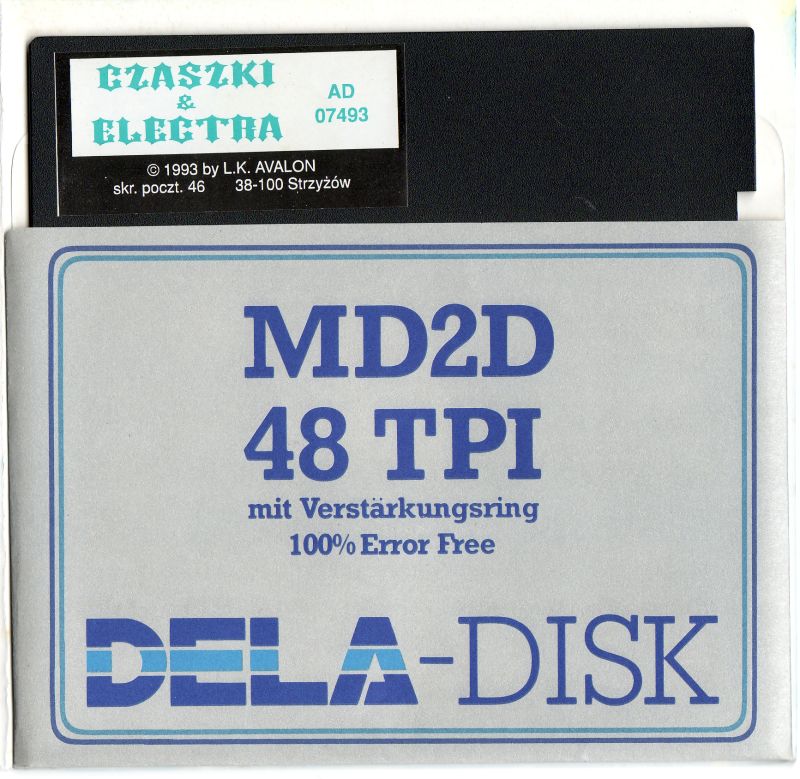 CZASZKI
&
ELECTRA
AD
07493
© 1993 by L.K. AVALON
skr. poczt. 46 38-100 Strzyżów
MD2D
48 TPI
mit Verstärkungsring
100% Error Free
DELA-DISK